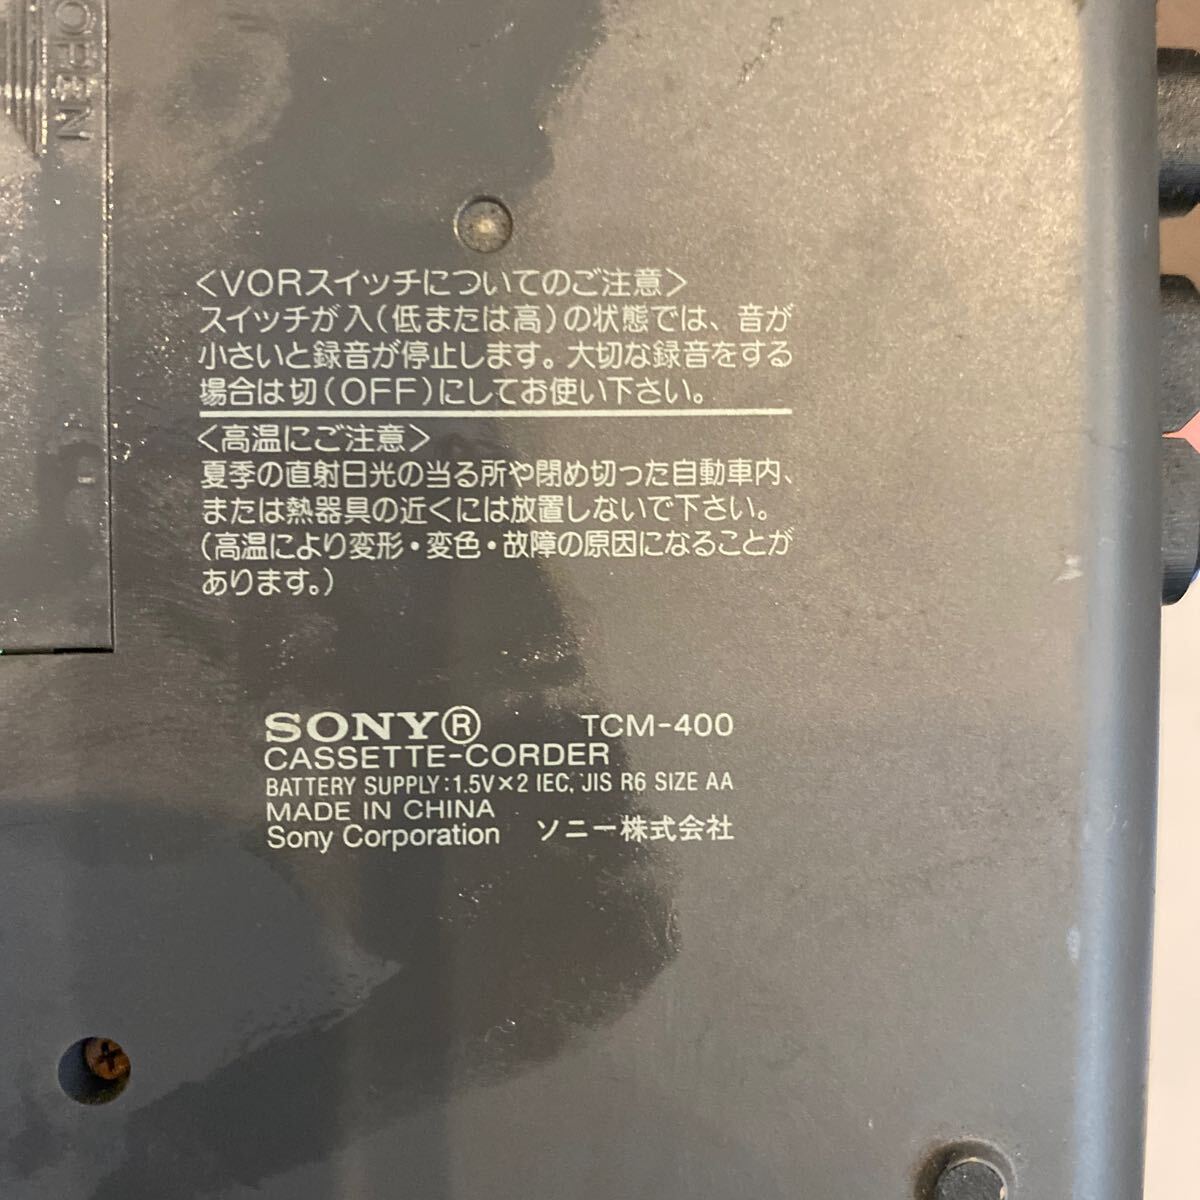 OPEN
<VORスイッチについてのご注意>
スイッチが入(低または高)の状態では、音が
小さいと録音が停止します。大切な録音をする
場合は切(OFF)にしてお使い下さい。
<高温にご注意>
夏季の直射日光の当る所や閉め切った自動車内、
または熱器具の近くには放置しないで下さい。
(高温により変形・変色・故障の原因になることが
あります。)
SONY® TCM-400
CASSETTE-CORDER
BATTERY SUPPLY:1.5V×2 IEC, JIS R6 SIZE AA
MADE IN CHINA
Sony Corporation ソニー株式会社